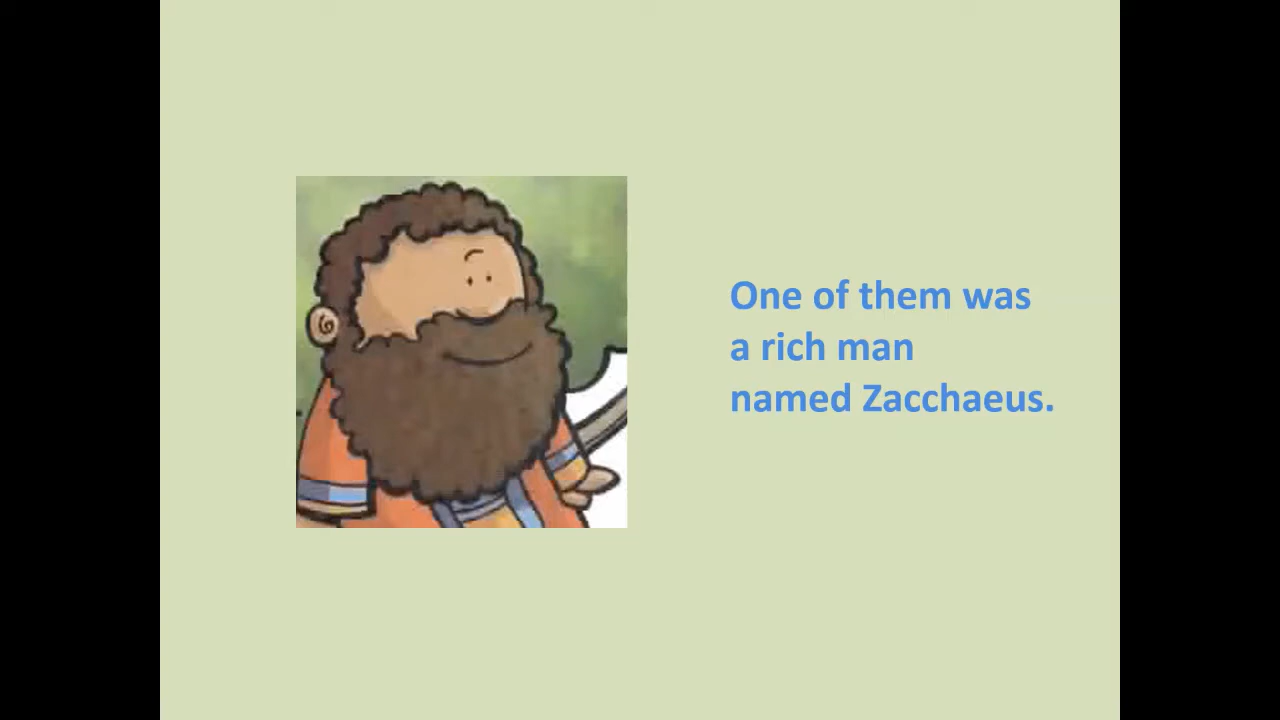 One of them was
a rich man
named Zacchaeus.